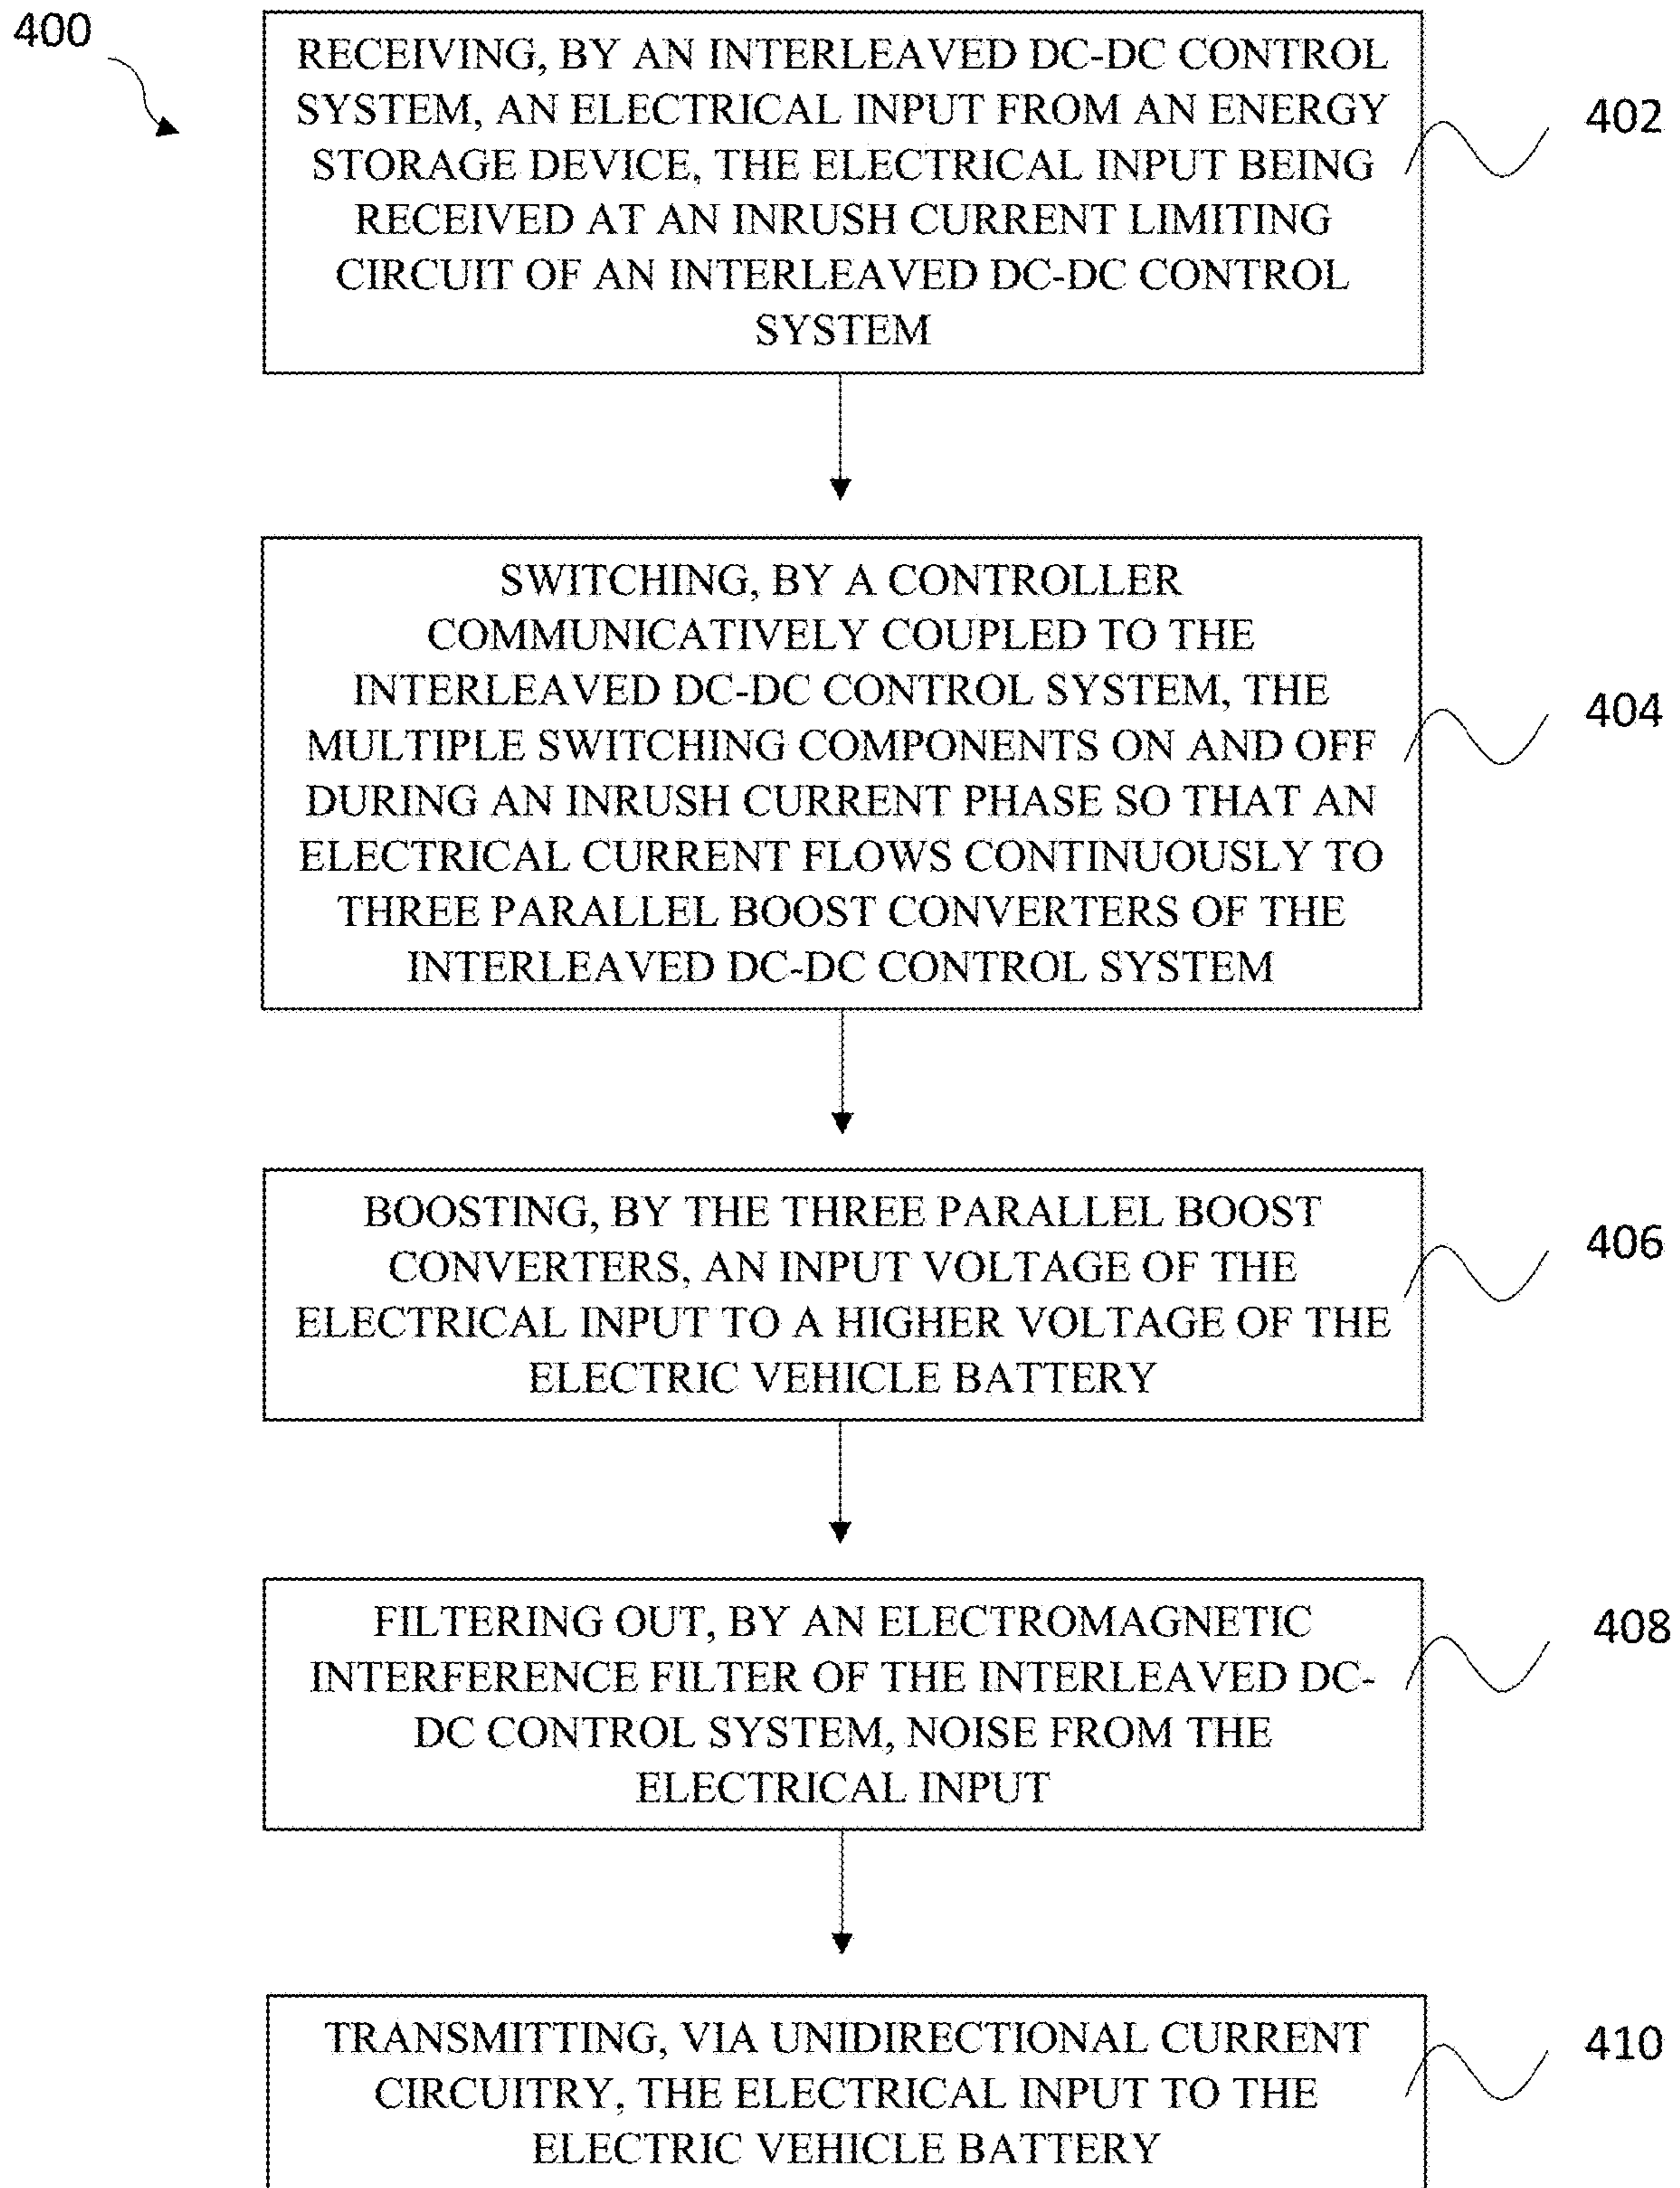 400
RECEIVING, BY AN INTERLEAVED DC-DC CONTROL
SYSTEM, AN ELECTRICAL INPUT FROM AN ENERGY
STORAGE DEVICE, THE ELECTRICAL INPUT BEING
RECEIVED AT AN INRUSH CURRENT LIMITING
CIRCUIT OF AN INTERLEAVED DC-DC CONTROL
SYSTEM
402
SWITCHING, BY A CONTROLLER
COMMUNICATIVELY COUPLED TO THE
INTERLEAVED DC-DC CONTROL SYSTEM, THE
MULTIPLE SWITCHING COMPONENTS ON AND OFF
DURING AN INRUSH CURRENT PHASE SO THAT AN
ELECTRICAL CURRENT FLOWS CONTINUOUSLY TO
THREE PARALLEL BOOST CONVERTERS OF THE
INTERLEAVED DC-DC CONTROL SYSTEM
404
BOOSTING, BY THE THREE PARALLEL BOOST
CONVERTERS, AN INPUT VOLTAGE OF THE
ELECTRICAL INPUT TO A HIGHER VOLTAGE OF THE
ELECTRIC VEHICLE BATTERY
406
FILTERING OUT, BY AN ELECTROMAGNETIC
INTERFERENCE FILTER OF THE INTERLEAVED DC-
DC CONTROL SYSTEM, NOISE FROM THE
ELECTRICAL INPUT
408
TRANSMITTING, VIA UNIDIRECTIONAL CURRENT
CIRCUITRY, THE ELECTRICAL INPUT TO THE
ELECTRIC VEHICLE BATTERY
410